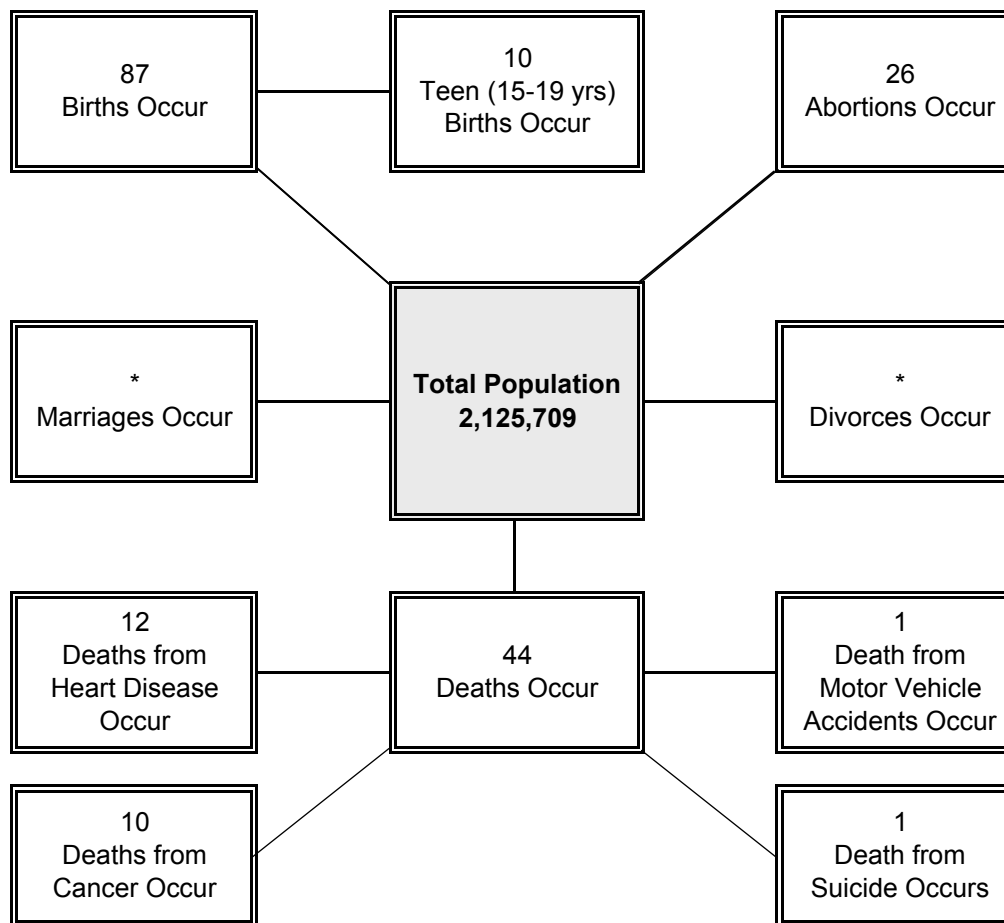 87
Births Occur
10
Teen (15-19 yrs)
Births Occur
26
Abortions Occur
*
Marriages Occur
Total Population
2,125,709
*
Divorces Occur
12
Deaths from
Heart Disease
Occur
44
Deaths Occur
1
Death from
Motor Vehicle
Accidents Occur
10
Deaths from
Cancer Occur
1
Death from
Suicide Occurs